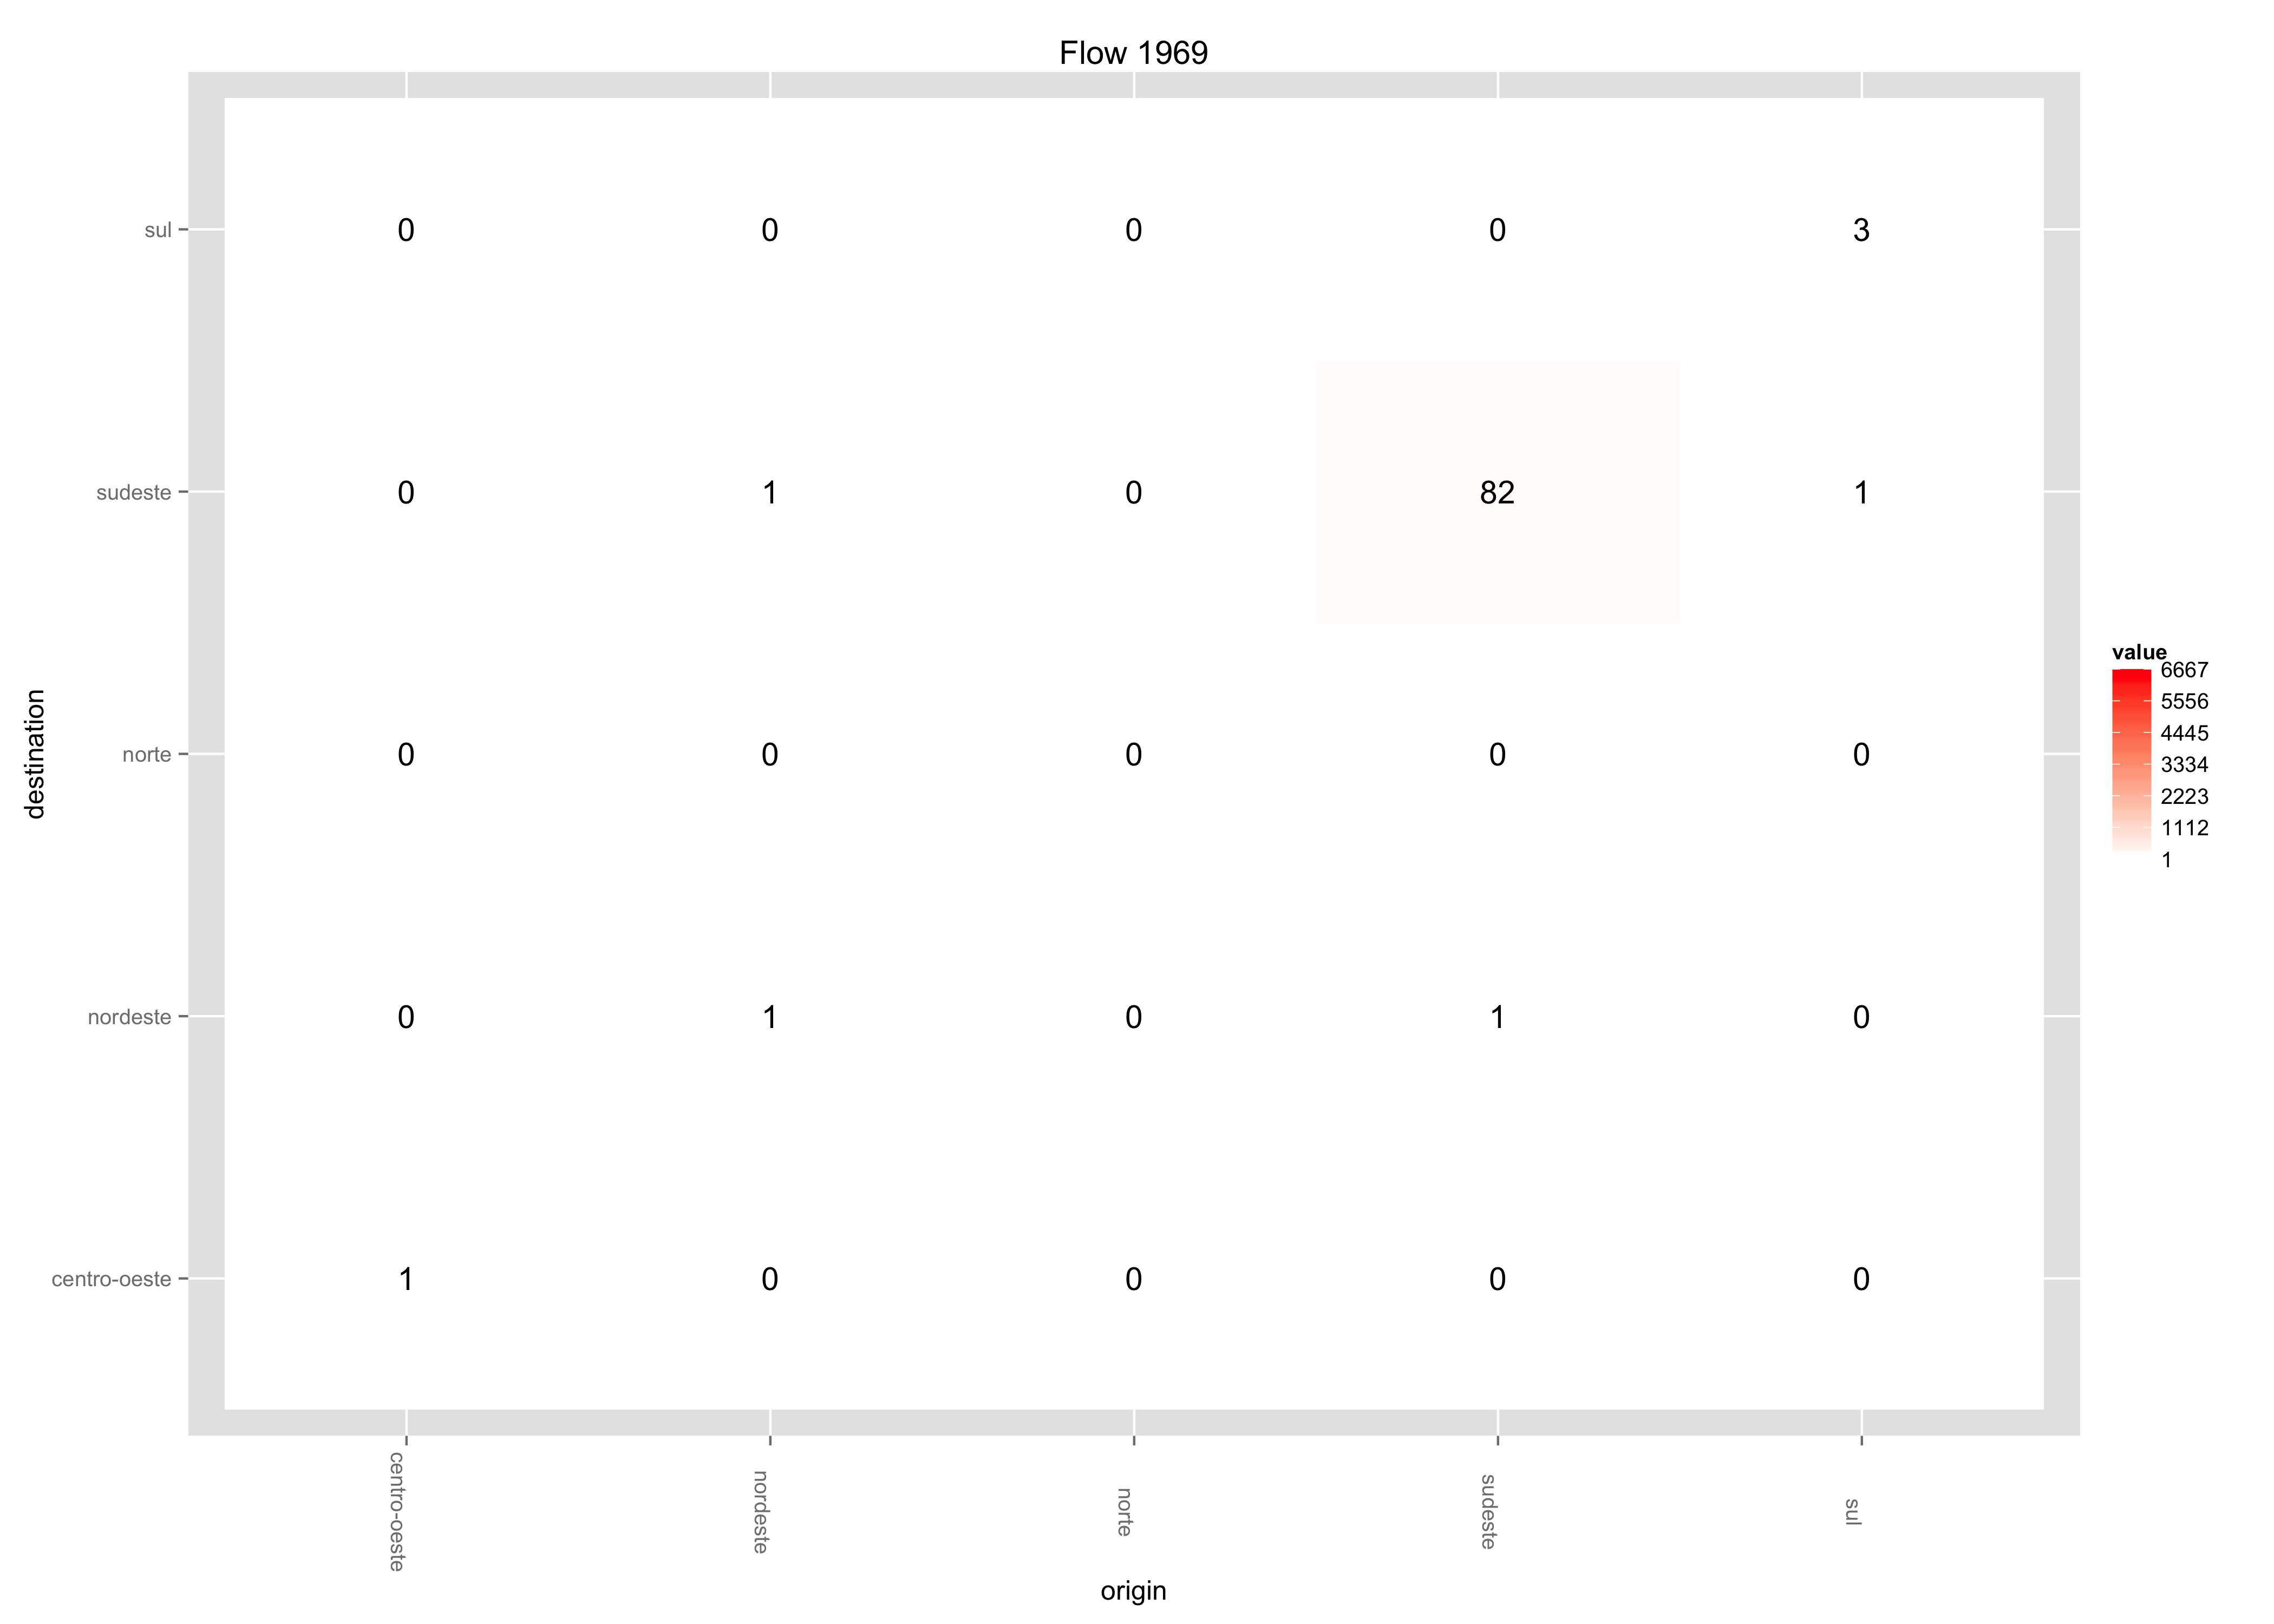 Flow 1969
sul 0 0 0 0 3
sudeste 0 1 0 82 1
norte 0 0 0 0 0
nordeste 0 1 0 1 0
centro-oeste 1 0 0 0 0
destination
centro-oeste nordeste norte sudeste sul
origin
value
6667
5556
4445
3334
2223
1112
1